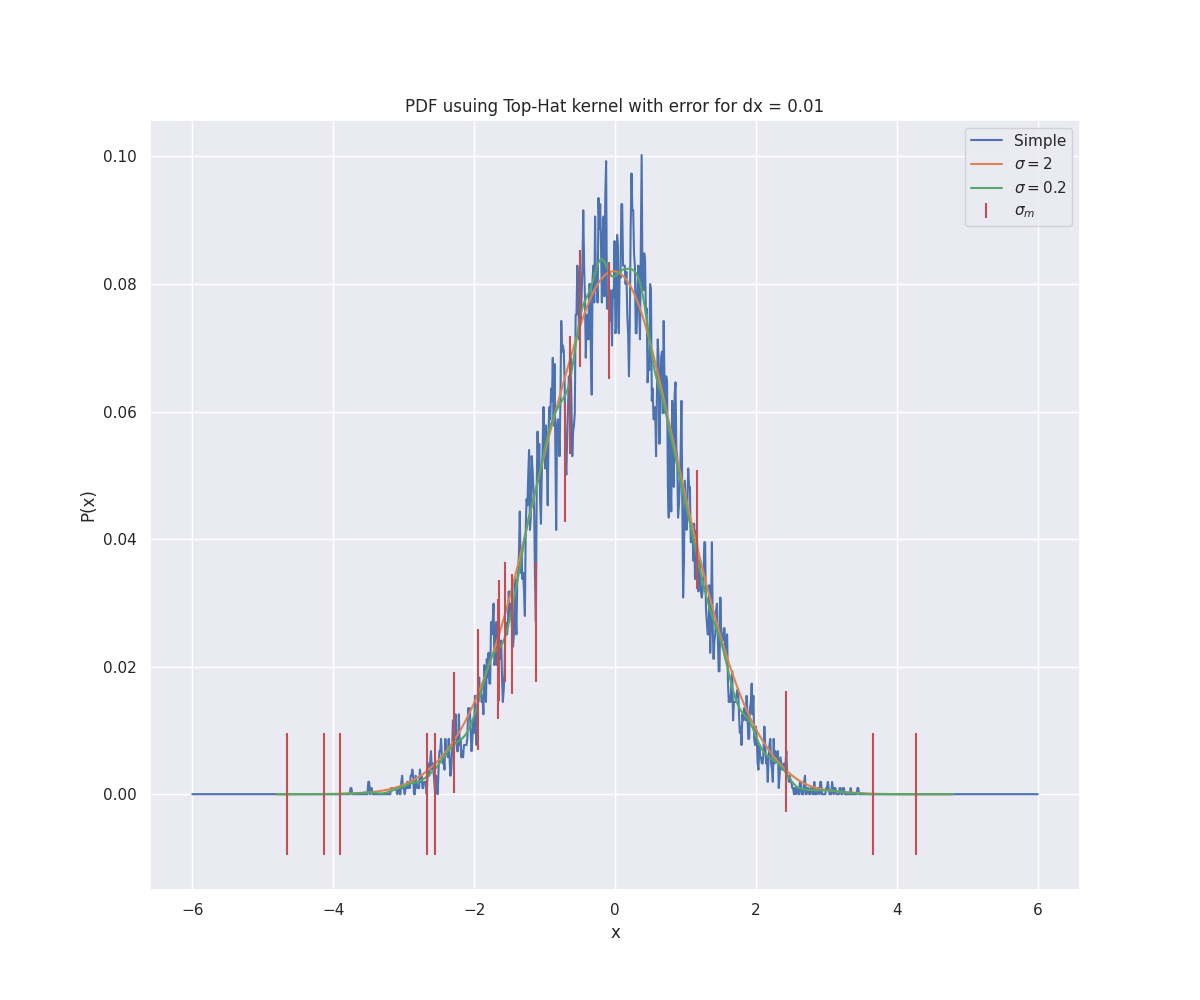 PDF usuing Top-Hat kernel with error for dx = 0.01
Simple
σ = 2
σ = 0.2
σₘ
P(x)
0.10
0.08
0.06
0.04
0.02
0.00
−6 −4 −2 0 2 4 6
x